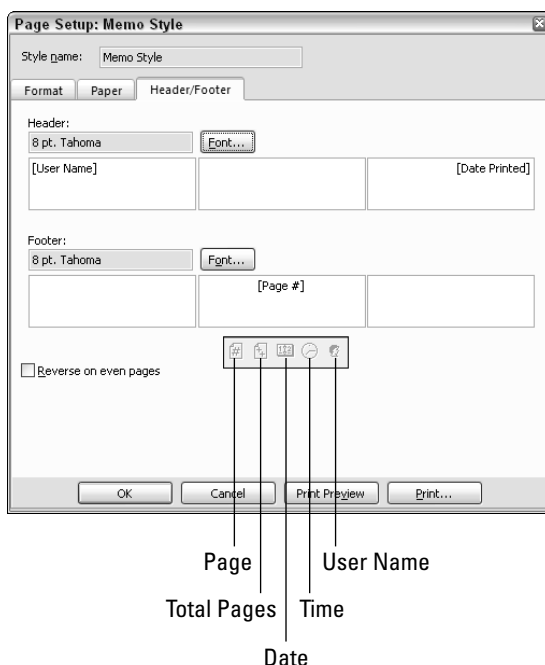 Page Setup: Memo Style
Style name: Memo Style
Format Paper Header/Footer
Header:
8 pt. Tahoma Font...
[User Name] [Date Printed]
Footer:
8 pt. Tahoma Font...
[Page #]
Reverse on even pages
OK Cancel Print Preview Print...
Page User Name
Total Pages Time
Date